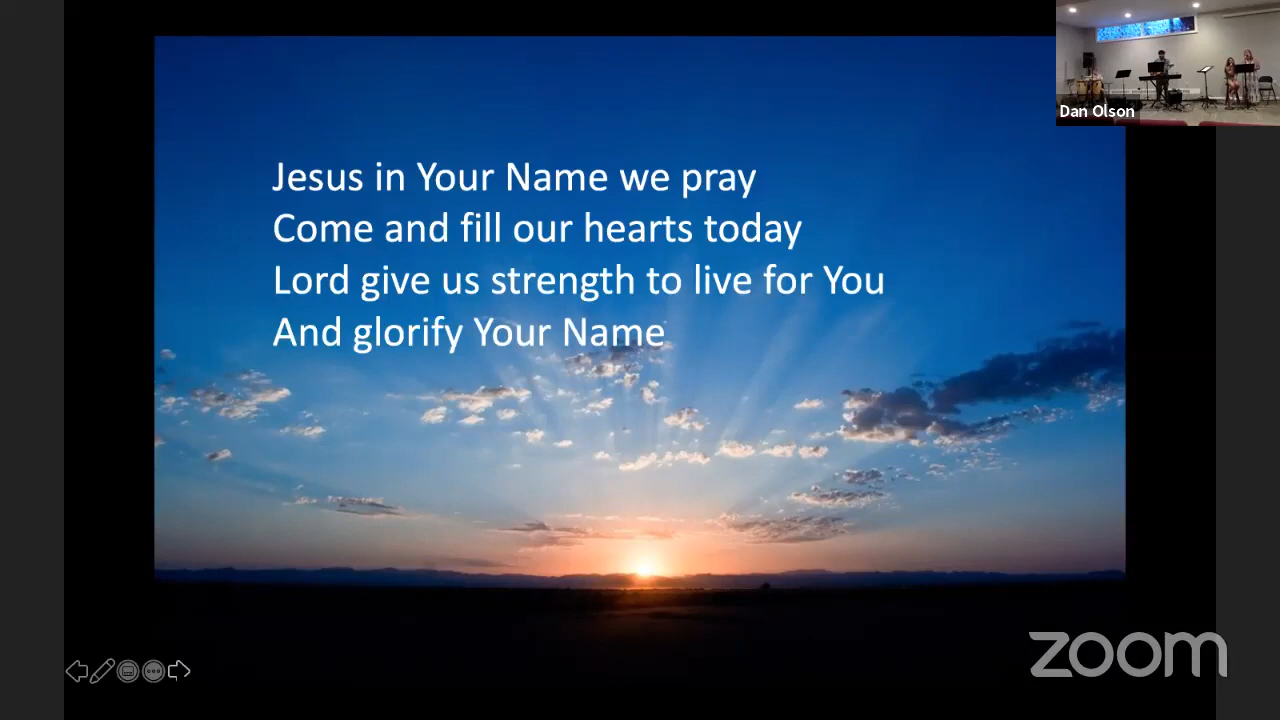 Jesus in Your Name we pray
Come and fill our hearts today
Lord give us strength to live for You
And glorify Your Name
Dan Olson
zoom